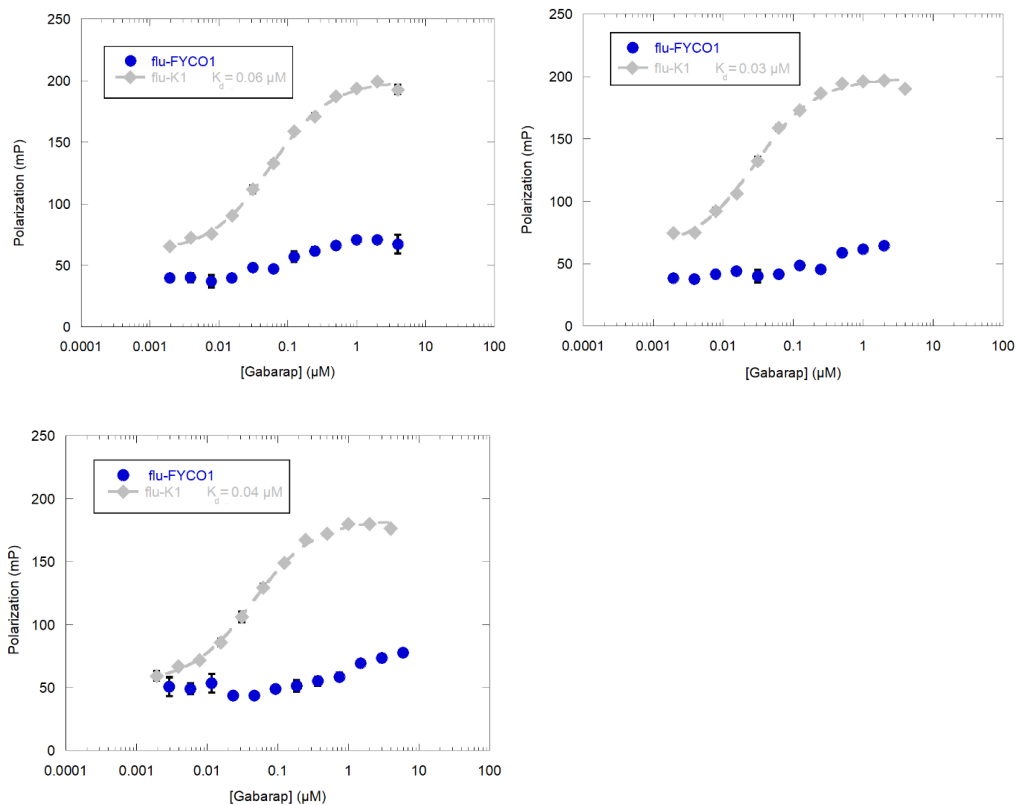 250
200
150
100
50
0
Polarization (mP)
flu-FYCO1
flu-K1 Kd = 0.06 µM
0.0001 0.001 0.01 0.1 1 10 100
[Gabarap] (µM)
250
200
150
100
50
0
Polarization (mP)
flu-FYCO1
flu-K1 Kd = 0.03 µM
0.0001 0.001 0.01 0.1 1 10 100
[Gabarap] (µM)
250
200
150
100
50
0
Polarization (mP)
flu-FYCO1
flu-K1 Kd = 0.04 µM
0.0001 0.001 0.01 0.1 1 10 100
[Gabarap] (µM)